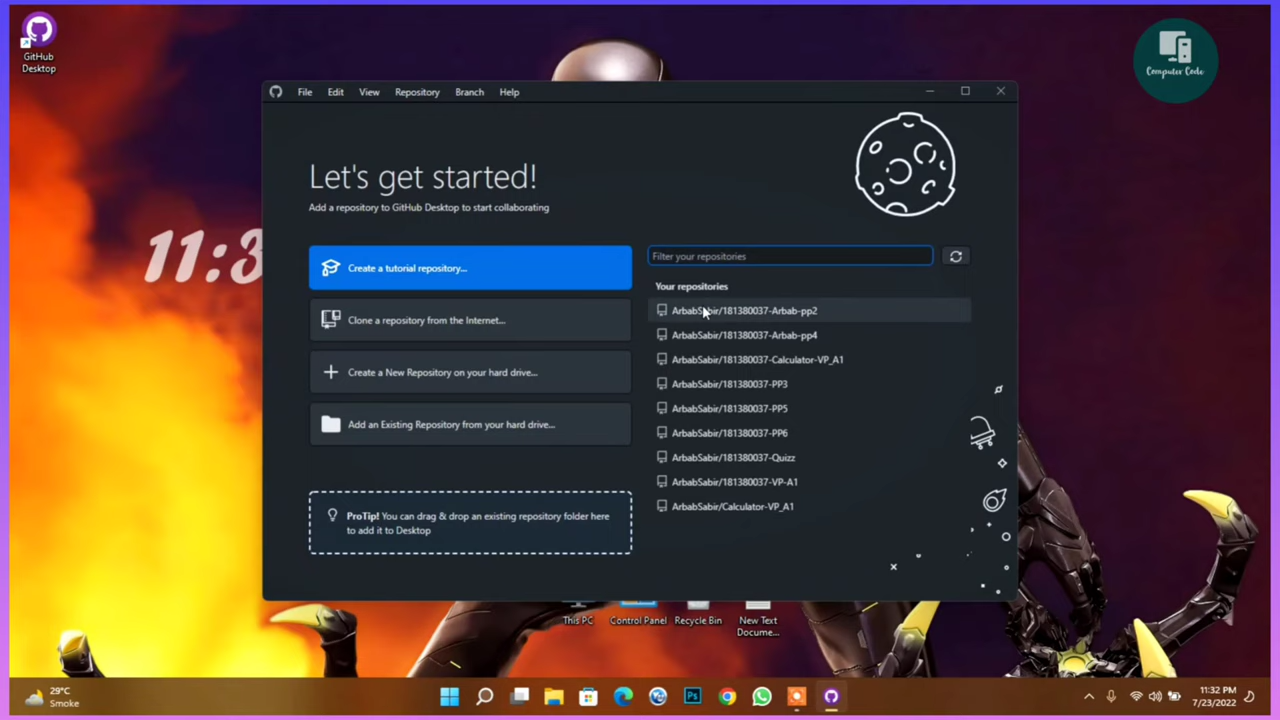 GitHub
Desktop
Computer Code
File Edit View Repository Branch Help
Let's get started!
Add a repository to GitHub Desktop to start collaborating
11:3
Create a tutorial repository...
Clone a repository from the Internet...
Create a New Repository on your hard drive...
Add an Existing Repository from your hard drive...
ProTip! You can drag & drop an existing repository folder here
to add it to Desktop
Filter your repositories
Your repositories
ArbabSabir/181380037-Arbab-pp2
ArbabSabir/181380037-Arbab-pp4
ArbabSabir/181380037-Calculator-VP_A1
ArbabSabir/181380037-PP3
ArbabSabir/181380037-PP5
ArbabSabir/181380037-PP6
ArbabSabir/181380037-Quizz
ArbabSabir/181380037-VP-A1
ArbabSabir/Calculator-VP_A1
This PC
Control Panel
Recycle Bin
New Text
Docume...
29°C
Smoke
Ps
11:32 PM
7/23/2022